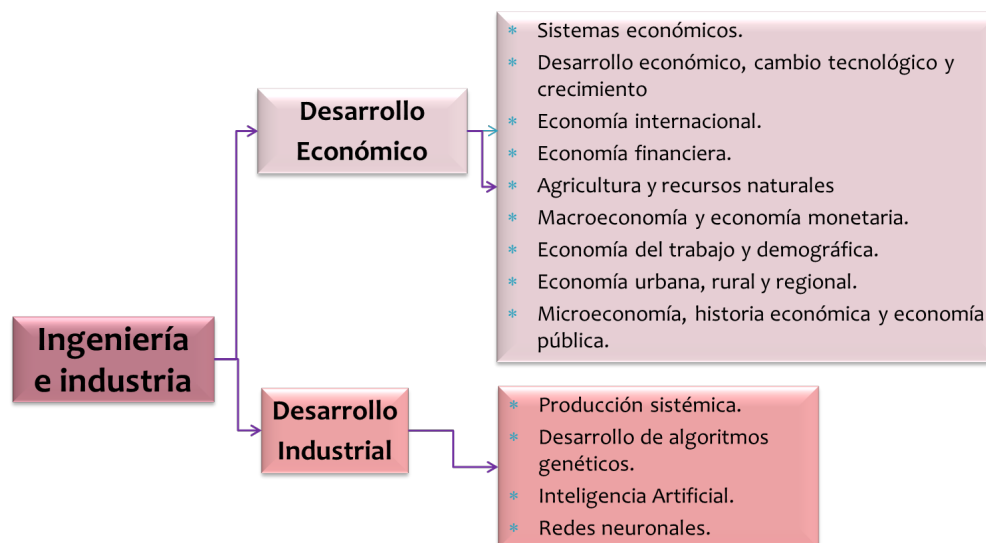 Ingeniería
e industria
Desarrollo
Económico
* Sistemas económicos.
* Desarrollo económico, cambio tecnológico y
crecimiento
* Economía internacional.
* Economía financiera.
* Agricultura y recursos naturales
* Macroeconomía y economía monetaria.
* Economía del trabajo y demográfica.
* Economía urbana, rural y regional.
* Microeconomía, historia económica y economía
pública.
Desarrollo
Industrial
* Producción sistémica.
* Desarrollo de algoritmos
genéticos.
* Inteligencia Artificial.
* Redes neuronales.